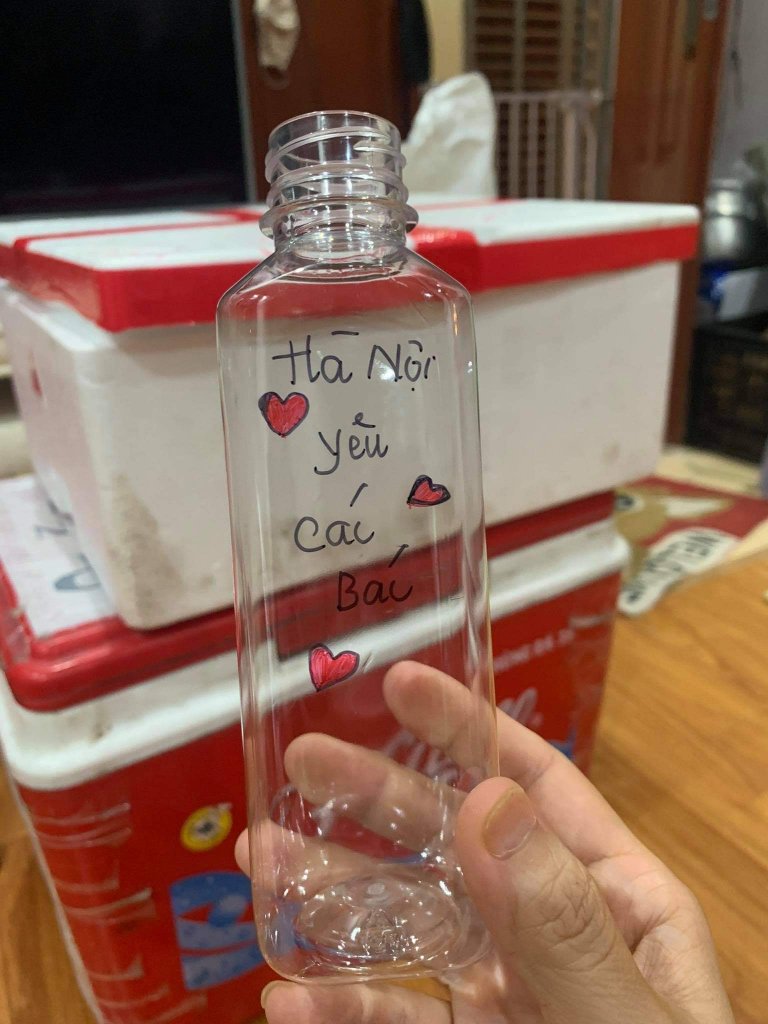 Hà Nội
yêu
các
Bác